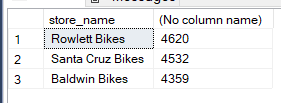 store_name (No column name)
1 Rowlett Bikes 4620
2 Santa Cruz Bikes 4532
3 Baldwin Bikes 4359